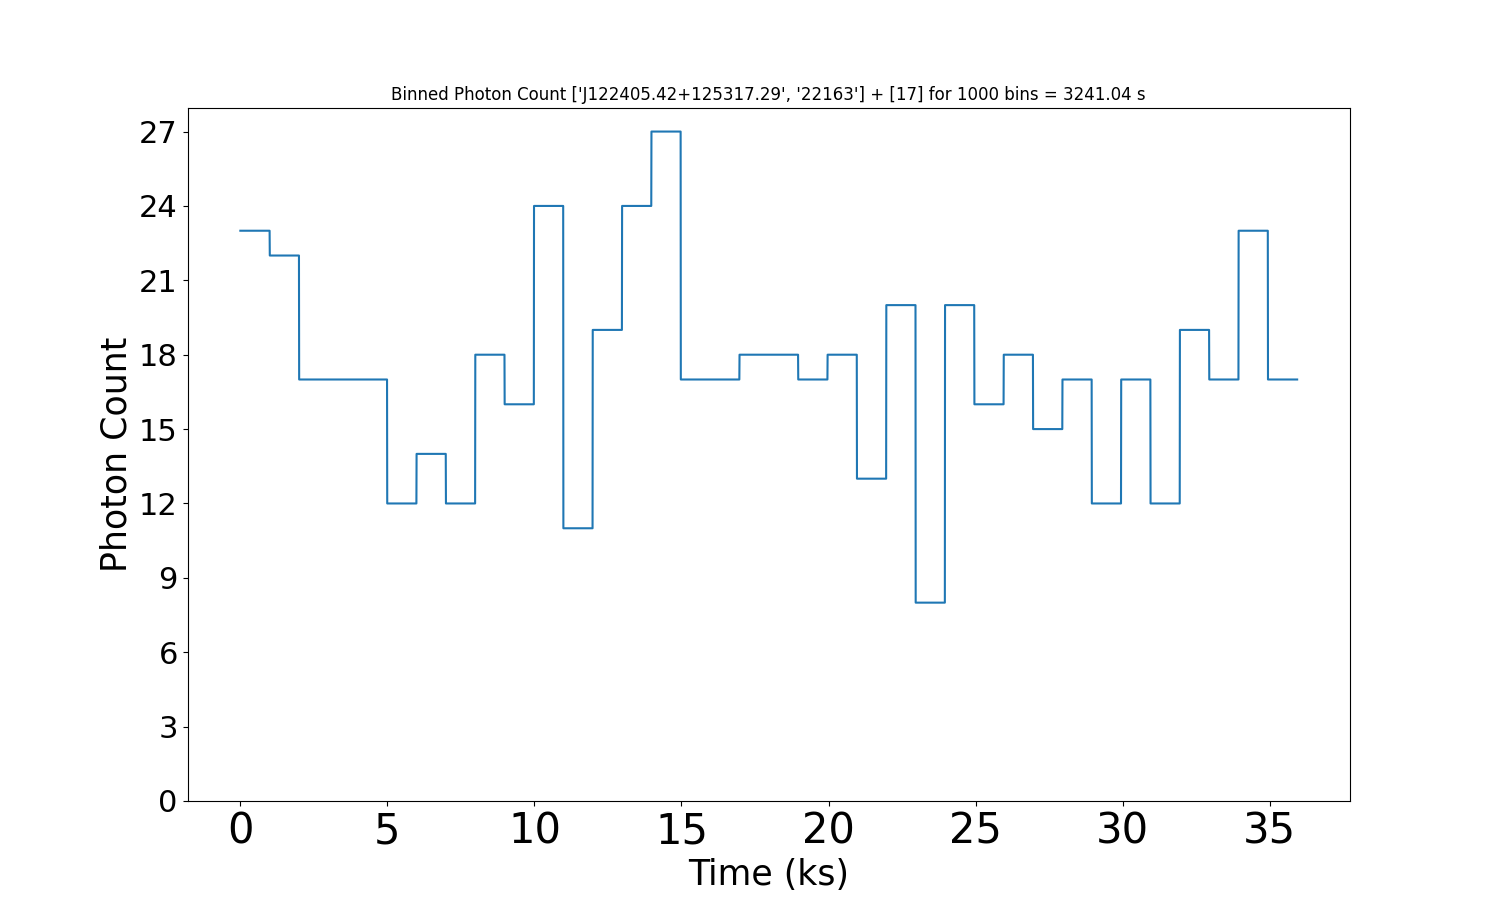 Binned Photon Count ['J122405.42+125317.29', '22163'] + [17] for 1000 bins = 3241.04 s
27
24
21
18
15
12
9
6
3
0
Photon Count
0 5 10 15 20 25 30 35
Time (ks)